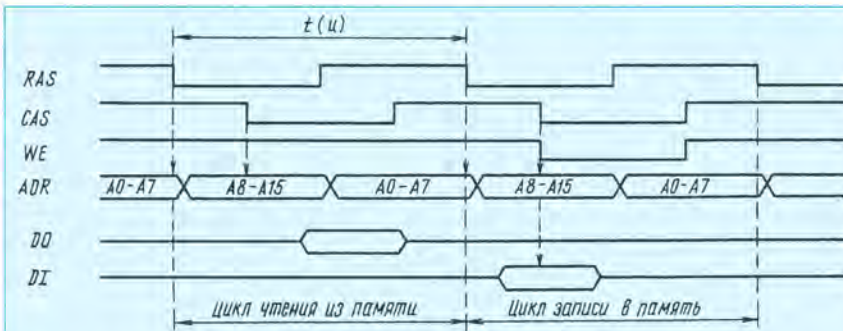 t(ц)
RAS
CAS
WE
ADR A0-A7 A8-A15 A0-A7 A8-A15 A0-A7
DO
DI
Цикл чтения из памяти Цикл записи в память